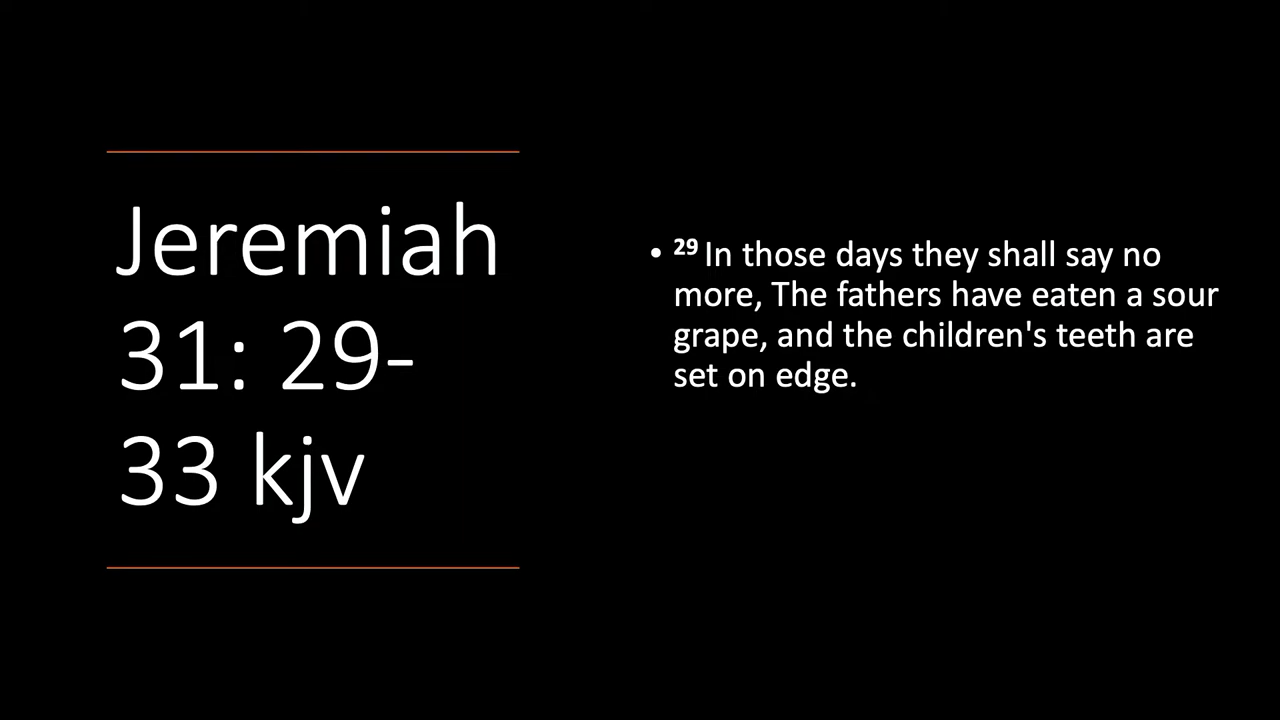 Jeremiah
31: 29-
33 kjv
• 29 In those days they shall say no
more, The fathers have eaten a sour
grape, and the children's teeth are
set on edge.